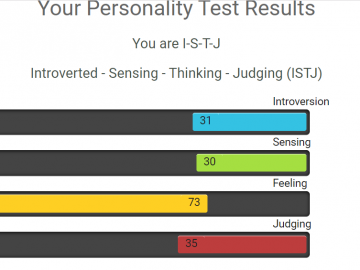 Your Personality Test Results
You are I-S-T-J
Introverted - Sensing - Thinking - Judging (ISTJ)
Introversion
31
Sensing
30
Feeling
73
Judging
35